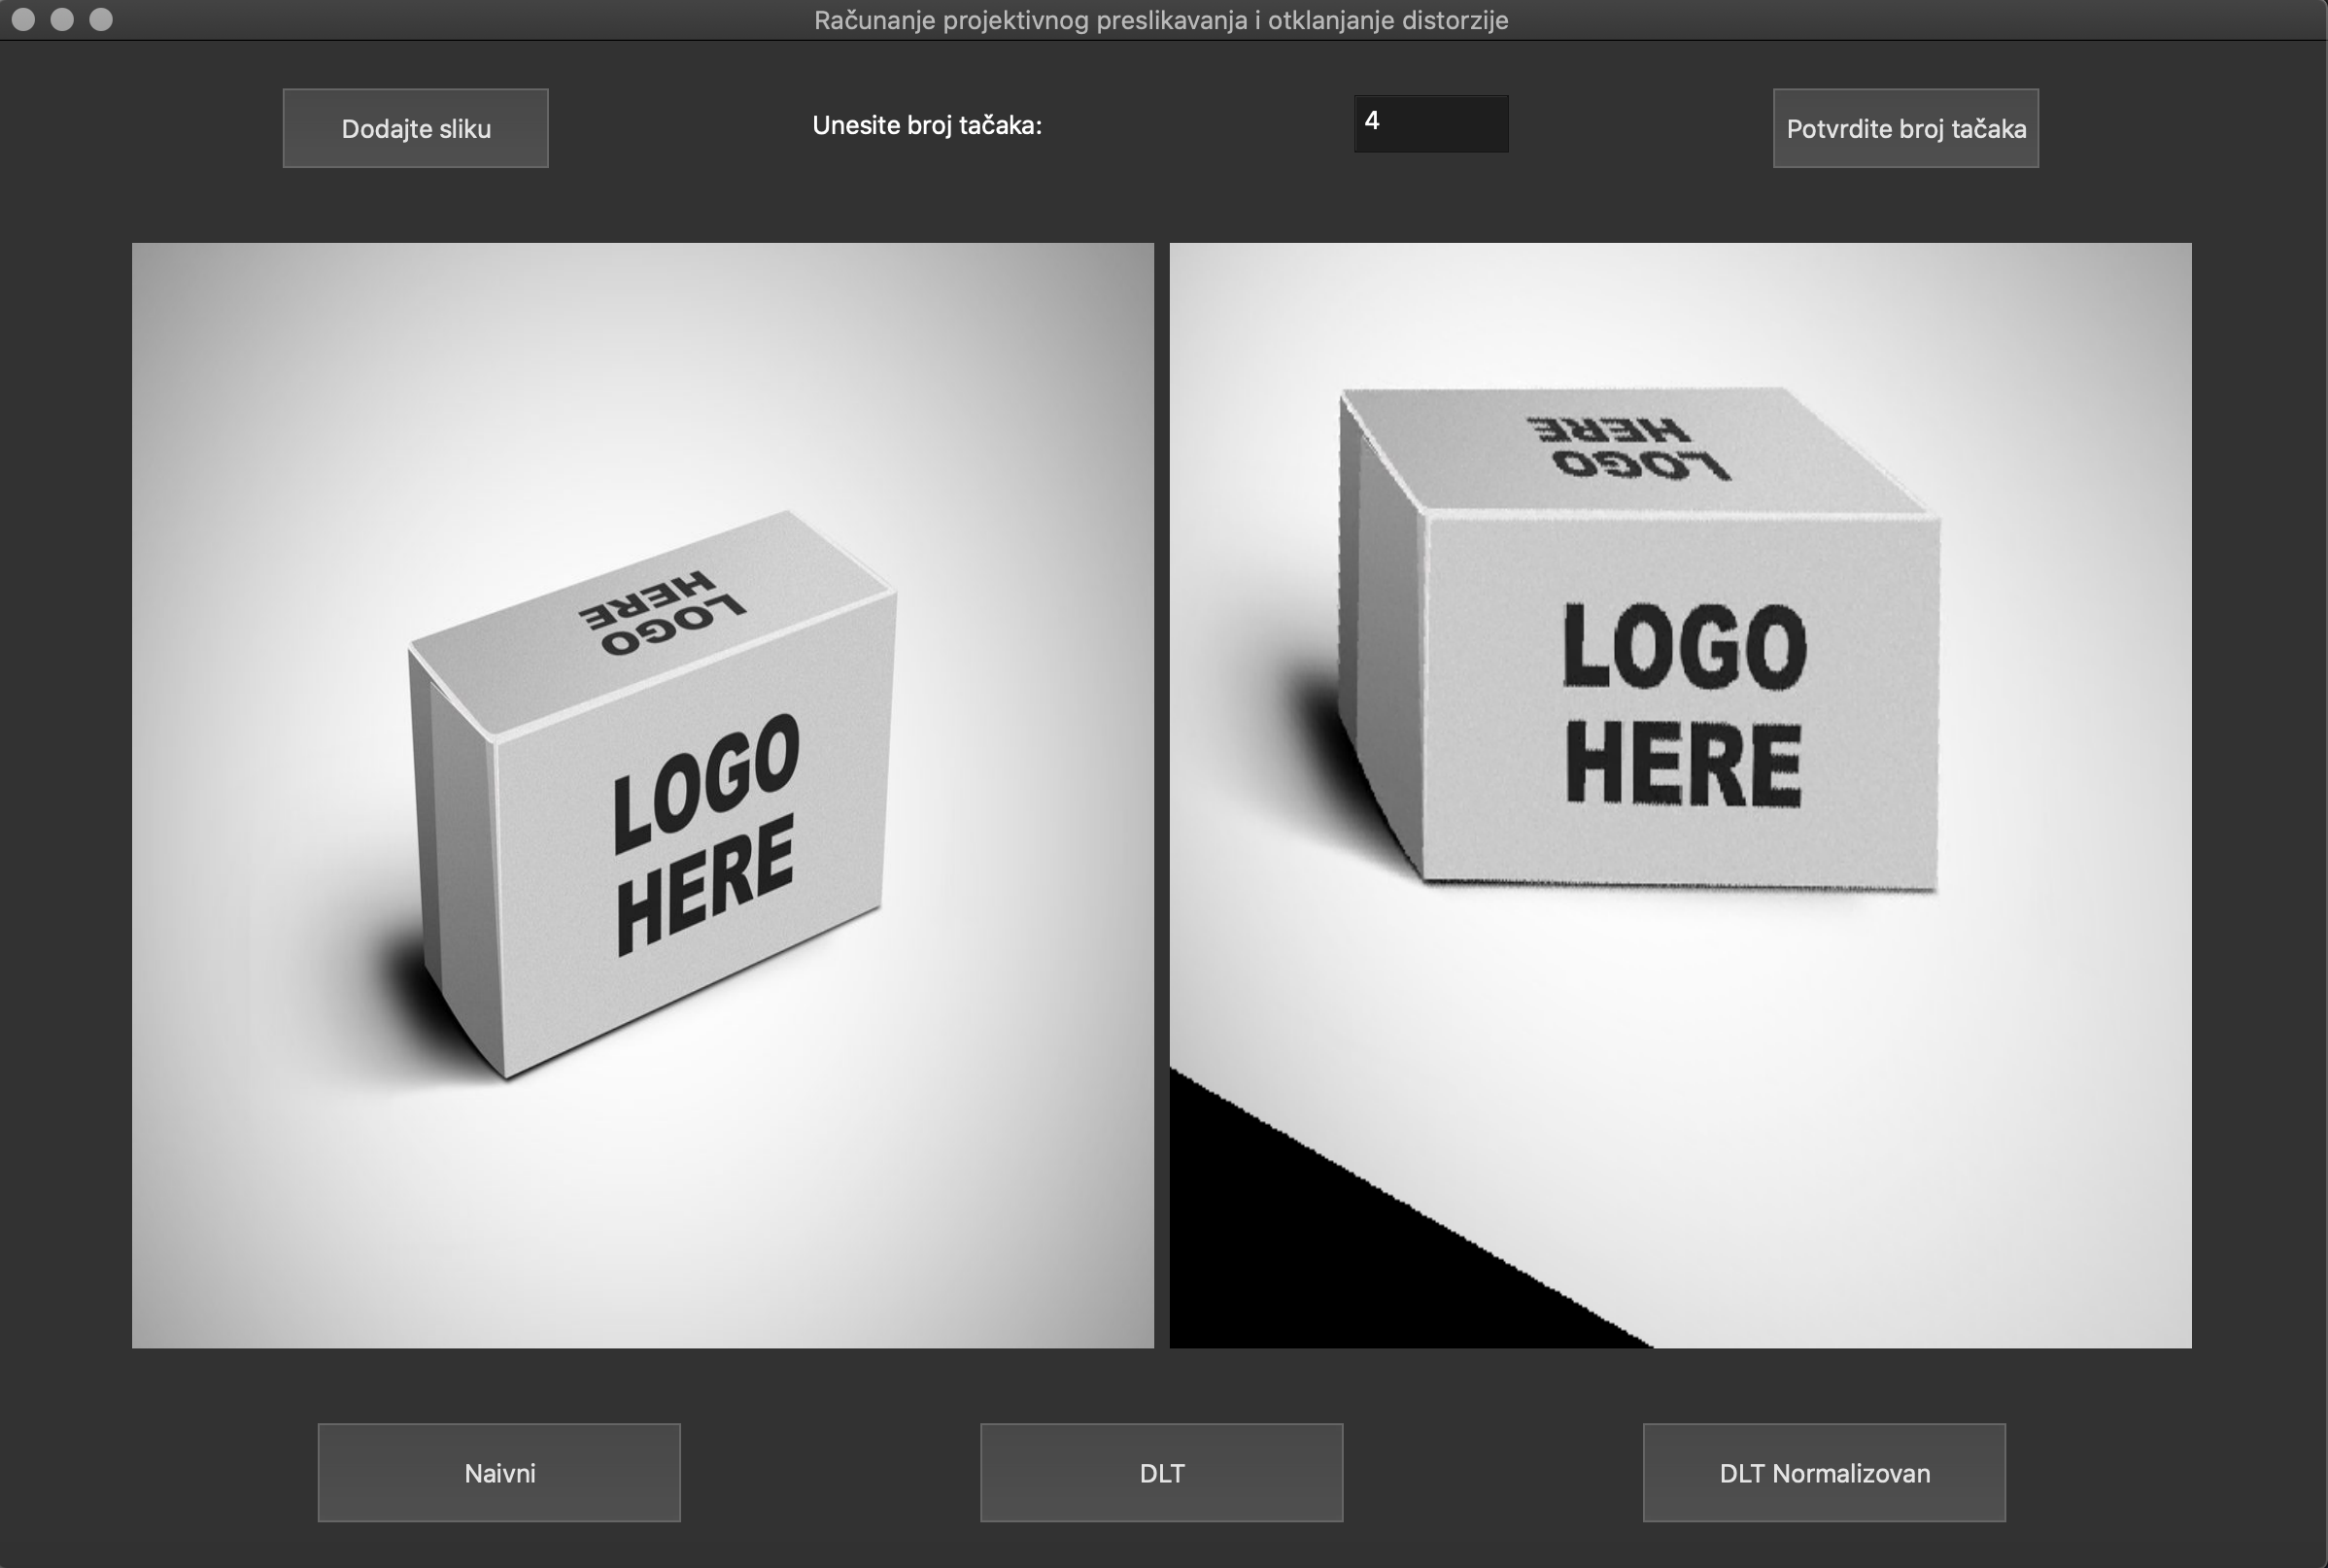 Računanje projektivnog preslikavanja i otklanjanje distorzije
Dodajte sliku
Unesite broj tačaka:
4
Potvrdite broj tačaka
LOGO
HERE
LOGO
HERE
LOGO
HERE
LOGO
HERE
Naivni
DLT
DLT Normalizovan